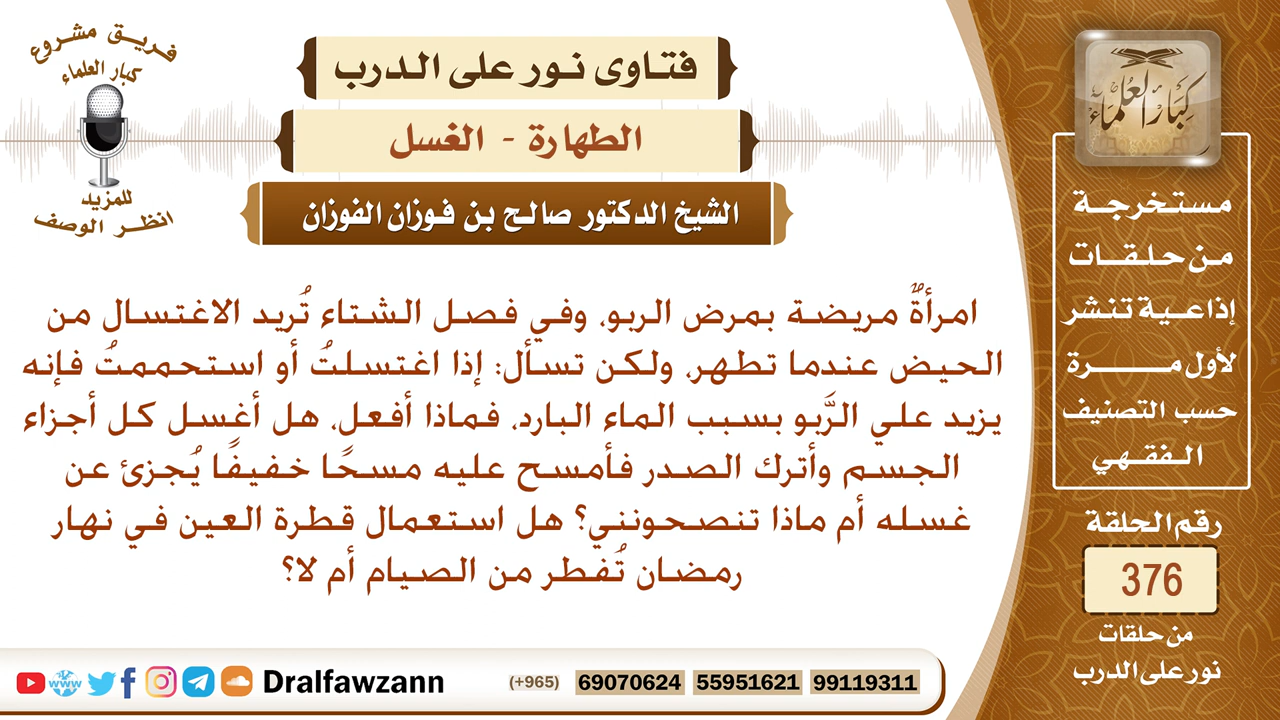 فريق مشروع
كبار العلماء
للمزيد
انظر الوصف
فتاوى نور على الدرب
الطهارة - الغسل
الشيخ الدكتور صالح بن فوزان الفوزان
امرأةٌ مريضة بمرض الربو، وفي فصل الشتاء تُريد الاغتسال من
الحيض عندما تطهر، ولكن تسأل: إذا اغتسلتُ أو استحممتُ فإنه
يزيد علي الرَّبو بسبب الماء البارد، فماذا أفعل، هل أغسل كل أجزاء
الجسم وأترك الصدر فأمسح عليه مسحًا خفيفًا يُجزئ عن
غسله أم ماذا تنصحونني؟ هل استعمال قطرة العين في نهار
رمضان تُفطر من الصيام أم لا؟
كِبَارُ العُلَمَاء
مستخرجة
من حلقات
إذاعية تنشر
لأول مرة
حسب التصنيف
الفقهي
رقم الحلقة
376
من حلقات
نور على الدرب
www
Dralfawzann
(+965) 69070624 55951621 99119311